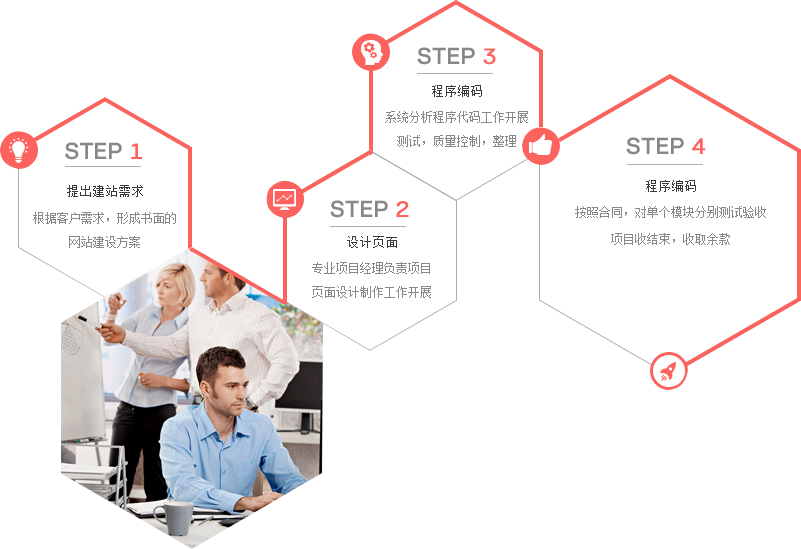 STEP 1
提出建站需求
根据客户需求，形成书面的
网站建设方案
STEP 2
设计页面
专业项目经理负责项目
页面设计制作工作开展
STEP 3
程序编码
系统分析程序代码工作开展
测试，质量控制，整理
STEP 4
程序编码
按照合同，对单个模块分别测试验收
项目收结束，收取余款